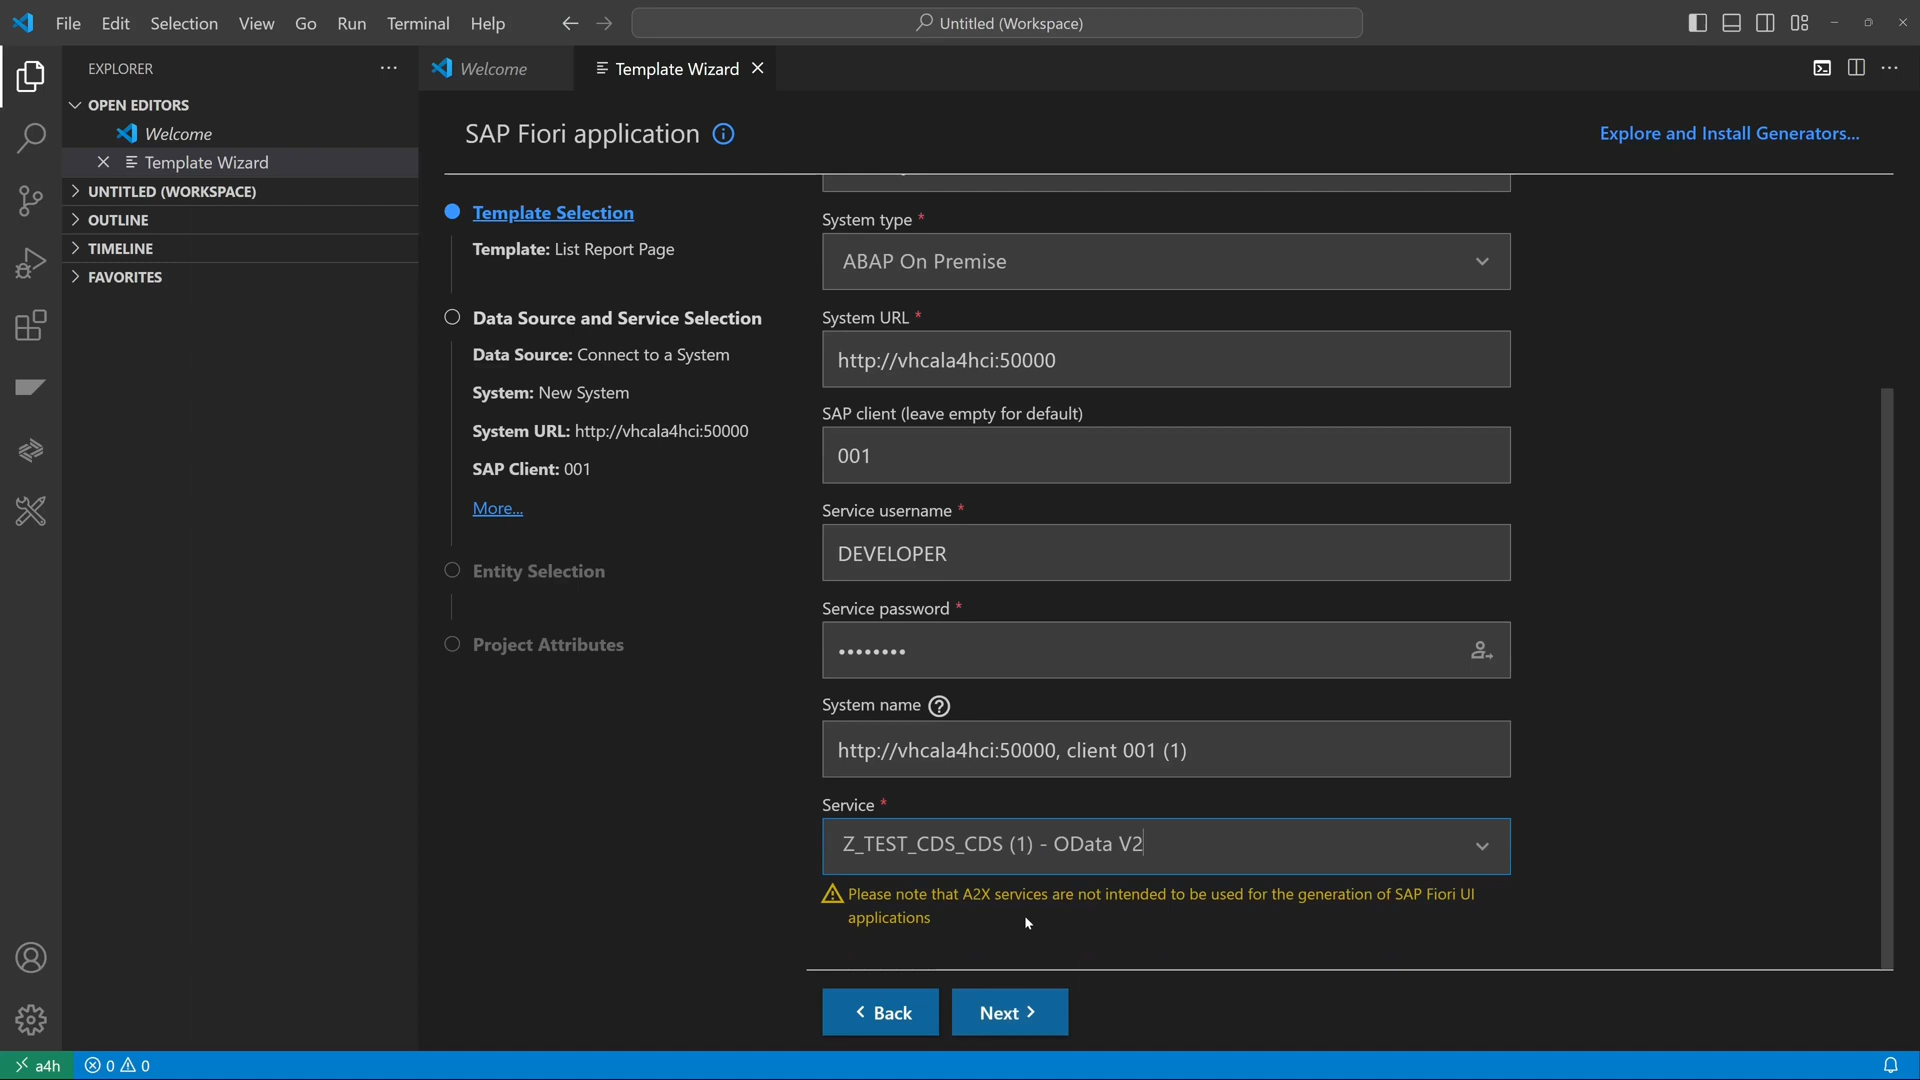 File Edit Selection View Go Run Terminal Help
Untitled (Workspace)
EXPLORER
Welcome
Template Wizard
OPEN EDITORS
Welcome
Template Wizard
UNTITLED (WORKSPACE)
OUTLINE
TIMELINE
FAVORITES
SAP Fiori application
Explore and Install Generators...
Template Selection
Template: List Report Page
Data Source and Service Selection
Data Source: Connect to a System
System: New System
System URL: http://vhcala4hci:50000
SAP Client: 001
More...
Entity Selection
Project Attributes
System type *
ABAP On Premise
System URL *
http://vhcala4hci:50000
SAP client (leave empty for default)
001
Service username *
DEVELOPER
Service password *
••••••••
System name
http://vhcala4hci:50000, client 001 (1)
Service *
Z_TEST_CDS_CDS (1) - OData V2
Please note that A2X services are not intended to be used for the generation of SAP Fiori UI
applications
Back
Next
a4h
0
0